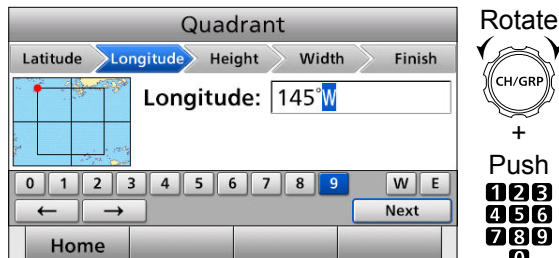 Quadrant
Rotate
Latitude Longitude Height Width Finish
Longitude: 145°W
CH/GRP
+
Push
0 1 2 3 4 5 6 7 8 9 W E
← → Next
Home
1 2 3
4 5 6
7 8 9
0